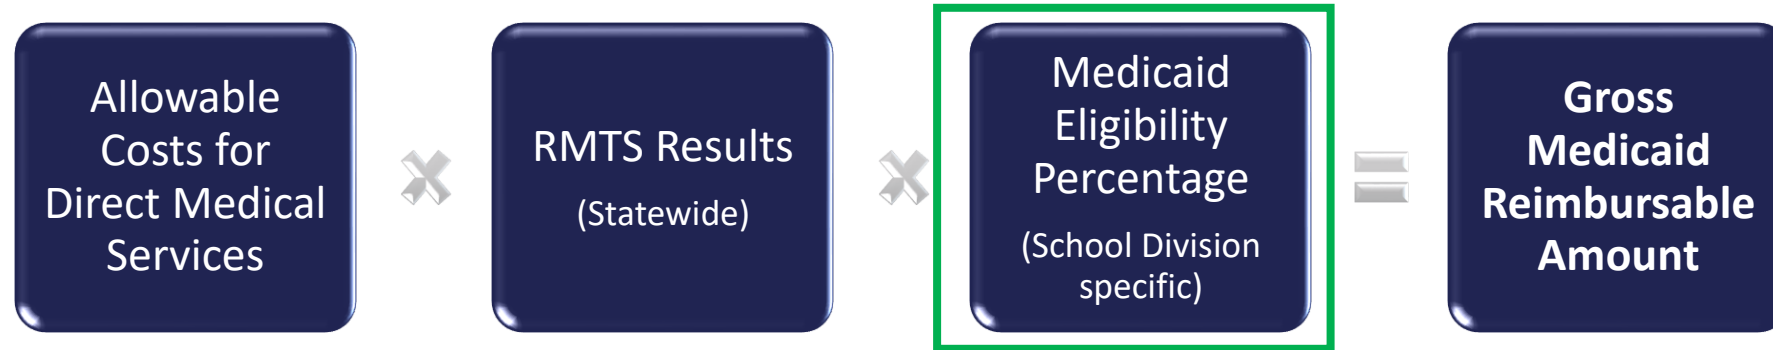 Allowable
Costs for
Direct Medical
Services
RMTS Results
(Statewide)
Medicaid
Eligibility
Percentage
(School Division
specific)
Gross
Medicaid
Reimbursable
Amount